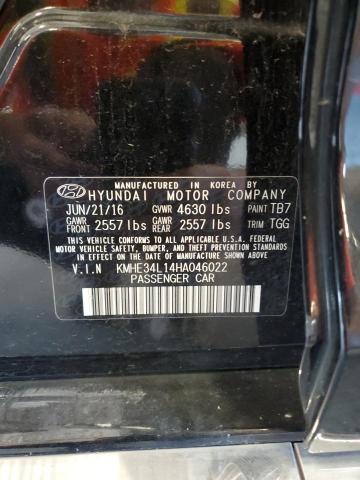 MANUFACTURED IN KOREA BY
HYUNDAI MOTOR COMPANY
JUN/21/16 GVWR 4630 lbs PAINT TB7
GAWR FRONT 2557 lbs GAWR REAR 2557 lbs TRIM TGG
THIS VEHICLE CONFORMS TO ALL APPLICABLE U.S.A. FEDERAL
MOTOR VEHICLE SAFETY, BUMPER, AND THEFT PREVENTION
STANDARDS IN EFFECT ON THE DATE OF MANUFACTURE SHOWN ABOVE.
V.I.N KMHE34L14HA046022
PASSENGER CAR